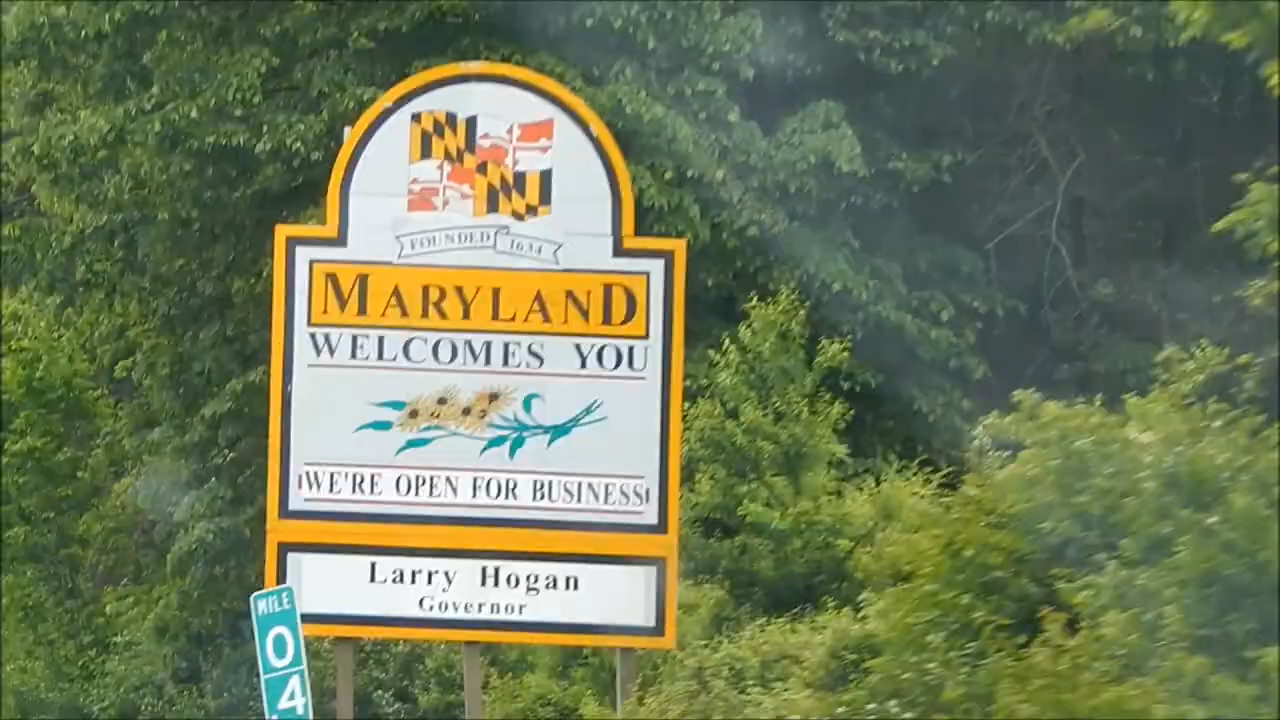 FOUNDED 1634
MARYLAND
WELCOMES YOU
WE'RE OPEN FOR BUSINESS
Larry Hogan
Governor
MILE
0
4